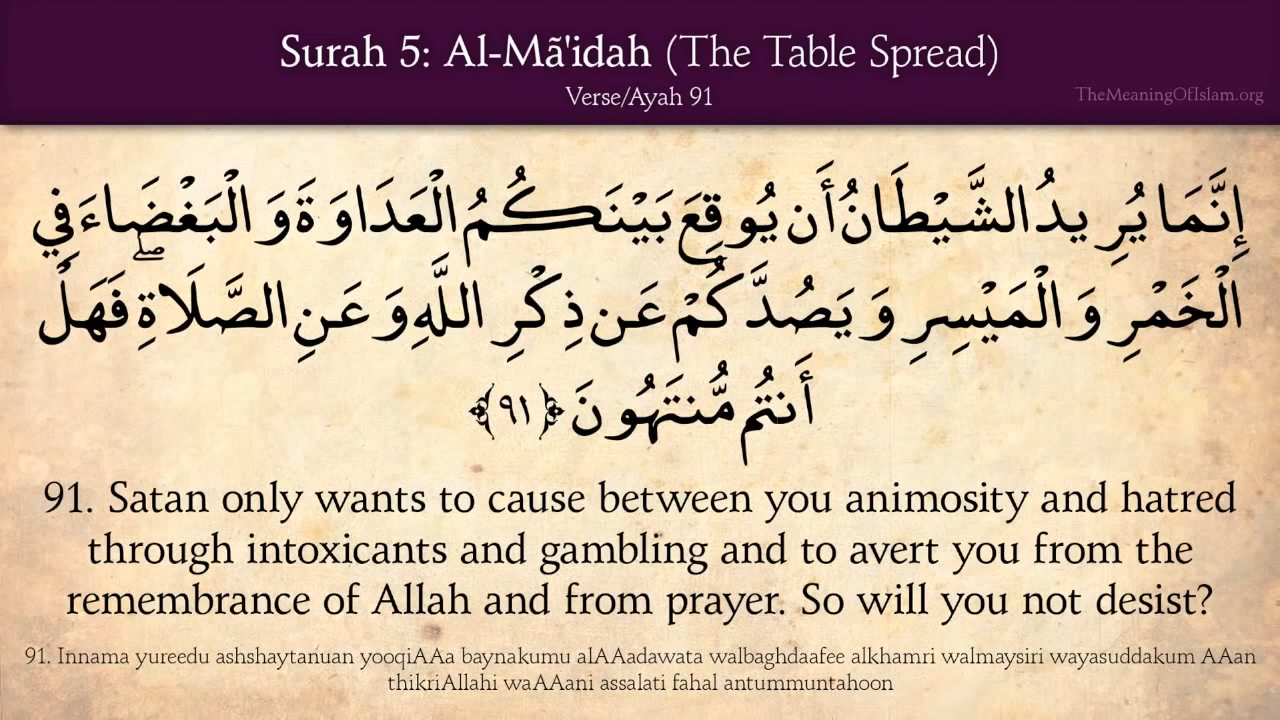 Surah 5: Al-Mã'idah (The Table Spread)
Verse/Ayah 91
TheMeaningOfIslam.org
إِنَّمَا يُرِيدُ الشَّيْطَانُ أَن يُوقِعَ بَيْنَكُمُ الْعَدَاوَةَ وَالْبَغْضَاءَ فِي
الْخَمْرِ وَالْمَيْسِرِ وَيَصُدَّكُمْ عَن ذِكْرِ اللَّهِ وَعَنِ الصَّلَاةِ ۖ فَهَلْ
أَنتُم مُّنتَهُونَ ﴿٩١﴾
91. Satan only wants to cause between you animosity and hatred
through intoxicants and gambling and to avert you from the
remembrance of Allah and from prayer. So will you not desist?
91. Innama yureedu ashshaytanuan yooqiAAa baynakumu alAAadawata walbaghdaafee alkhamri walmaysiri wayasuddakum AAan
thikriAllahi waAAani assalati fahal antummuntahoon